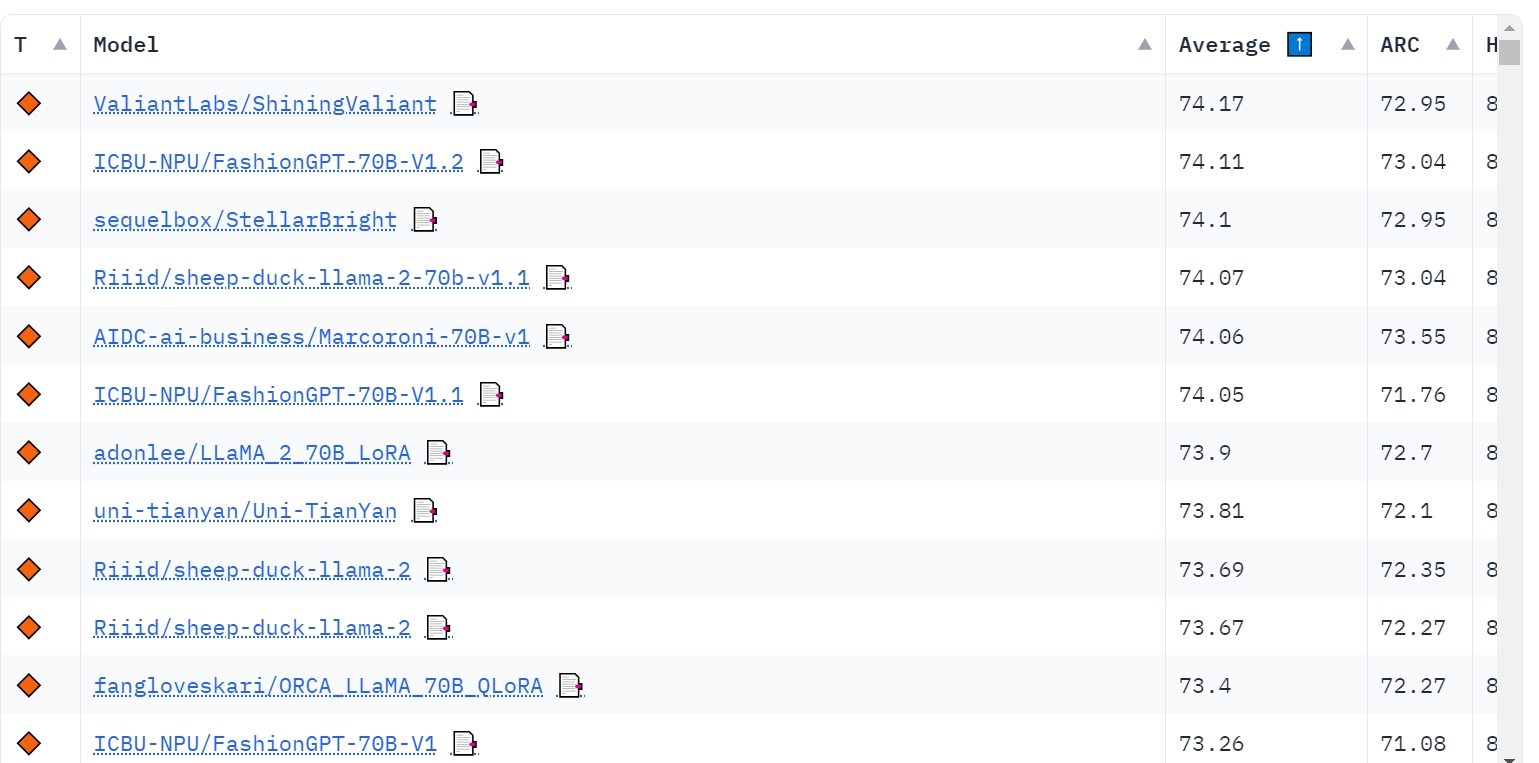 T ▲ Model ▲ Average ⬆ ▲ ARC ▲ H
ValiantLabs/ShiningValiant 74.17 72.95 8
ICBU-NPU/FashionGPT-70B-V1.2 74.11 73.04 8
sequelbox/StellarBright 74.1 72.95 8
Riiid/sheep-duck-llama-2-70b-v1.1 74.07 73.04 8
AIDC-ai-business/Marcoroni-70B-v1 74.06 73.55 8
ICBU-NPU/FashionGPT-70B-V1.1 74.05 71.76 8
adonlee/LLaMA_2_70B_LoRA 73.9 72.7 8
uni-tianyan/Uni-TianYan 73.81 72.1 8
Riiid/sheep-duck-llama-2 73.69 72.35 8
Riiid/sheep-duck-llama-2 73.67 72.27 8
fangloveskari/ORCA_LLaMA_70B_QLoRA 73.4 72.27 8
ICBU-NPU/FashionGPT-70B-V1 73.26 71.08 8